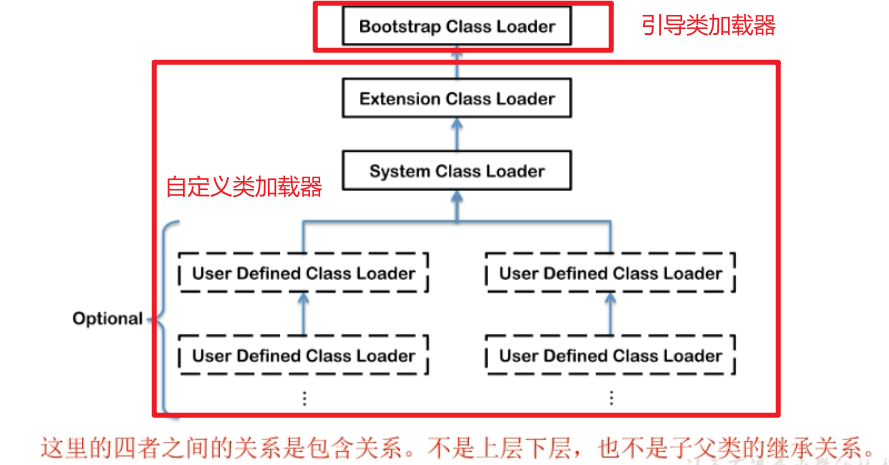 Bootstrap Class Loader
引导类加载器
Extension Class Loader
System Class Loader
自定义类加载器
User Defined Class Loader
User Defined Class Loader
Optional
User Defined Class Loader
User Defined Class Loader
⋮
⋮
这里的四者之间的关系是包含关系。不是上层下层，也不是子父类的继承关系。